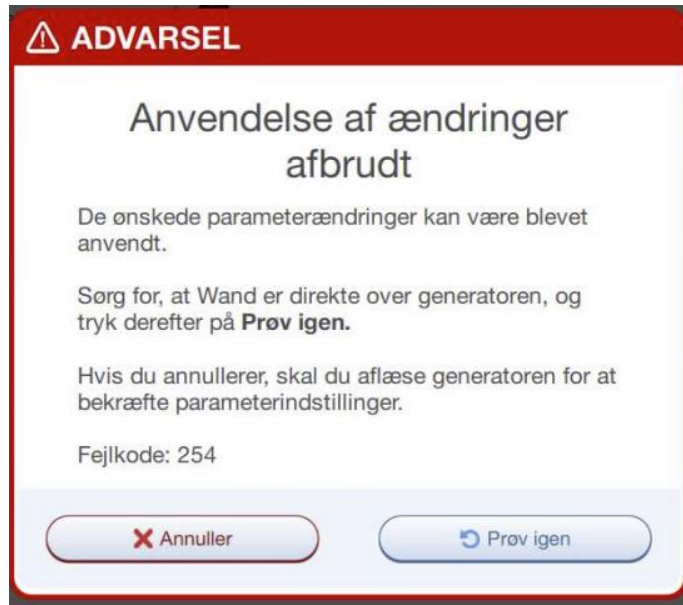 ADVARSEL
Anvendelse af ændringer
afbrudt
De ønskede parameterændringer kan være blevet
anvendt.
Sørg for, at Wand er direkte over generatoren, og
tryk derefter på Prøv igen.
Hvis du annullerer, skal du aflæse generatoren for at
bekræfte parameterindstillinger.
Fejlkode: 254
Annuller
Prøv igen